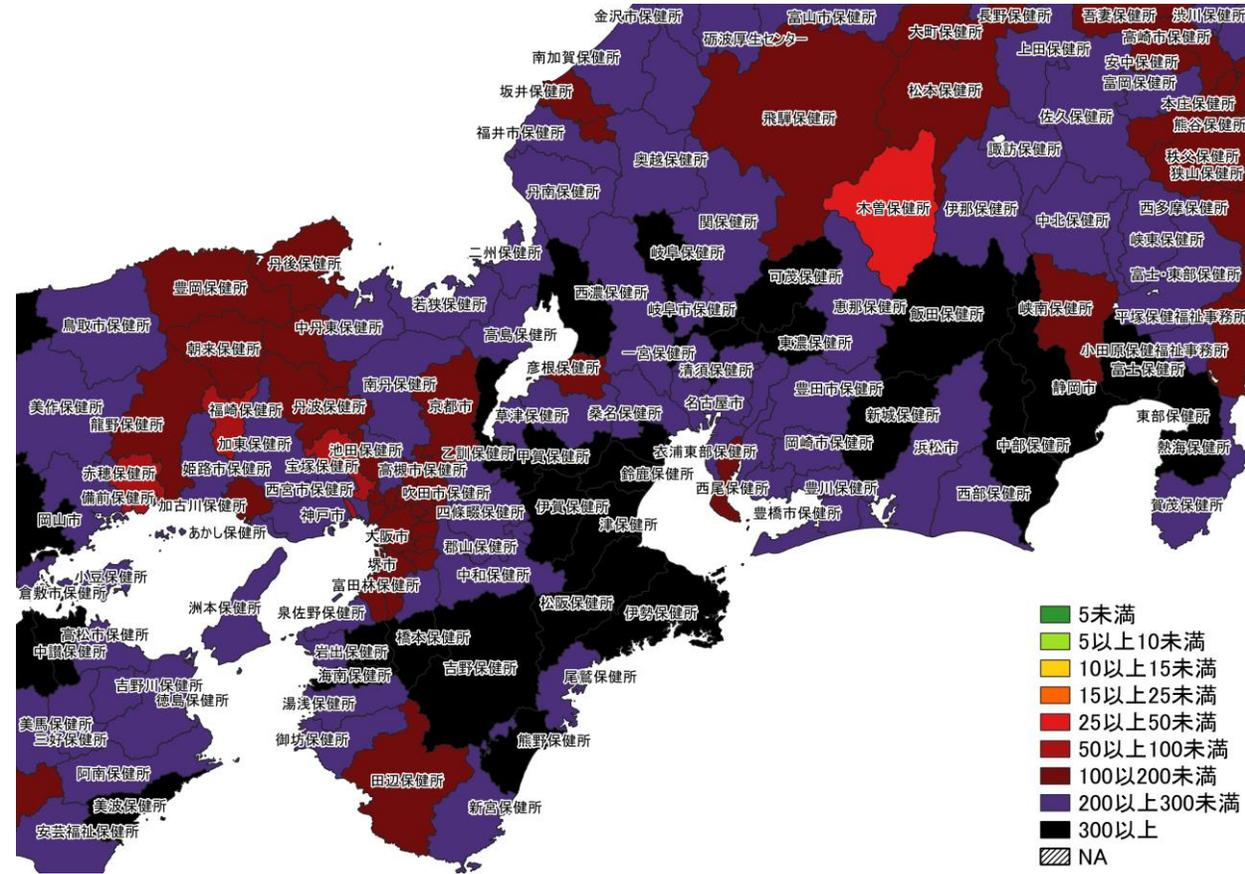 金沢市保健所
富山市保健所
長野保健所
吾妻保健所
渋川保健所
砺波厚生センター
大町保健所
高崎市保健所
南加賀保健所
上田保健所
安中保健所
富岡保健所
坂井保健所
松本保健所
本庄保健所
飛騨保健所
佐久保健所
熊谷保健所
福井市保健所
諏訪保健所
秩父保健所
奥越保健所
狭山保健所
丹南保健所
木曽保健所
伊那保健所
西多摩保健所
関保健所
中北保健所
峡東保健所
二州保健所
岐阜保健所
丹後保健所
可茂保健所
富士・東部保健所
豊岡保健所
西濃保健所
若狭保健所
岐阜市保健所
恵那保健所
飯田保健所
峡南保健所
平塚保健福祉事務所
鳥取市保健所
中丹東保健所
高島保健所
東濃保健所
朝来保健所
一宮保健所
小田原保健福祉事務所
彦根保健所
清須保健所
富士保健所
南丹保健所
豊田市保健所
静岡市
美作保健所
福崎保健所
丹波保健所
京都市
名古屋市
龍野保健所
草津保健所
桑名保健所
新城保健所
東部保健所
加東保健所
池田保健所
岡崎市保健所
浜松市
中部保健所
熱海保健所
乙訓保健所
甲賀保健所
衣浦東部保健所
赤穂保健所
姫路市保健所
宝塚保健所
高槻市保健所
鈴鹿保健所
備前保健所
西宮市保健所
吹田市保健所
西尾保健所
豊川保健所
西部保健所
加古川保健所
伊賀保健所
賀茂保健所
岡山市
神戸市
四條畷保健所
豊橋市保健所
あかし保健所
大阪市
津保健所
郡山保健所
堺市
小豆保健所
中和保健所
倉敷市保健所
富田林保健所
洲本保健所
松阪保健所
泉佐野保健所
伊勢保健所
高松市保健所
橋本保健所
中讃保健所
岩出保健所
吉野保健所
海南保健所
尾鷲保健所
吉野川保健所
徳島保健所
湯浅保健所
美馬保健所
三好保健所
御坊保健所
熊野保健所
阿南保健所
田辺保健所
美波保健所
新宮保健所
安芸福祉保健所
5未満
5以上10未満
10以上15未満
15以上25未満
25以上50未満
50以上100未満
100以200未満
200以上300未満
300以上
NA